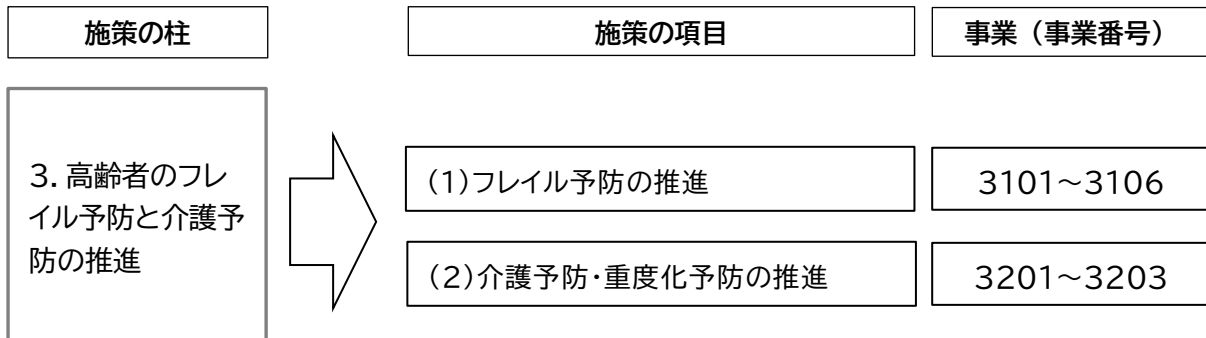 施策の柱
施策の項目
事業（事業番号）
3．高齢者のフレ
イル予防と介護予
防の推進
（1）フレイル予防の推進
3101～3106
（2）介護予防・重度化予防の推進
3201～3203